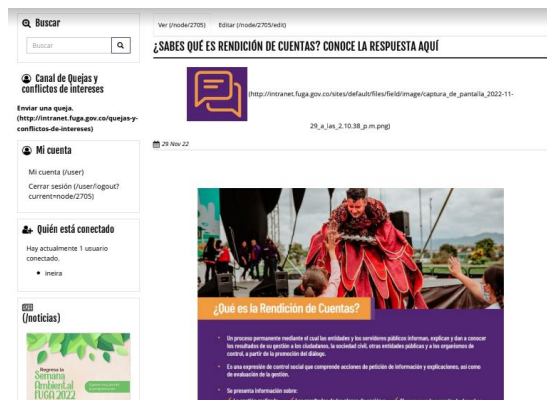 Buscar
Buscar
Canal de Quejas y
conflictos de intereses
Enviar una queja.
(http://intranet.fuga.gov.co/quejas-y-
conflictos-de-intereses)
Mi cuenta
Mi cuenta (/user)
Cerrar sesión (/user/logout?
current=node/2705)
Quién está conectado
Hay actualmente 1 usuario
conectado.
ineira
(/noticias)
Regresa la
Semana
Ambiental
FUGA 2022
Ver (/node/2705) Editar (/node/2705/edit)
¿SABES QUÉ ES RENDICIÓN DE CUENTAS? CONOCE LA RESPUESTA AQUÍ
(http://intranet.fuga.gov.co/sites/default/files/field/image/captura_de_pantalla_2022-11-
29_a_las_2.10.38_p.m.png)
29 Nov 22
¿Qué es la Rendición de Cuentas?
Un proceso permanente mediante el cual las entidades y los servidores públicos informan, explican y dan a conocer
los resultados de su gestión a los ciudadanos, la sociedad civil, otras entidades públicas y a los organismos de
control, a partir de la promoción del diálogo.
Es una expresión de control social que comprende acciones de petición de información y explicaciones, así como
de evaluación de la gestión.
Se presenta información sobre: